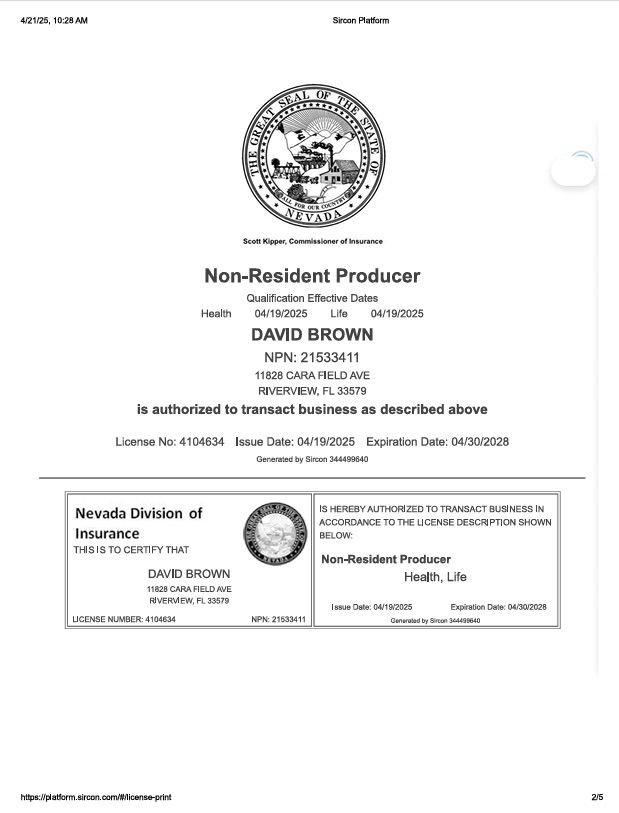 4/21/25, 10:28 AM Sircon Platform
THE GREAT SEAL OF THE STATE OF NEVADA
ALL FOR OUR COUNTRY
Scott Kipper, Commissioner of Insurance
Non-Resident Producer
Qualification Effective Dates
Health 04/19/2025 Life 04/19/2025
DAVID BROWN
NPN: 21533411
11828 CARA FIELD AVE
RIVERVIEW, FL 33579
is authorized to transact business as described above
License No: 4104634 Issue Date: 04/19/2025 Expiration Date: 04/30/2028
Generated by Sircon 344499640
Nevada Division of
Insurance
THIS IS TO CERTIFY THAT
DAVID BROWN
11828 CARA FIELD AVE
RIVERVIEW, FL 33579
LICENSE NUMBER: 4104634 NPN: 21533411
IS HEREBY AUTHORIZED TO TRANSACT BUSINESS IN
ACCORDANCE TO THE LICENSE DESCRIPTION SHOWN
BELOW:
Non-Resident Producer
Health, Life
Issue Date: 04/19/2025 Expiration Date: 04/30/2028
Generated by Sircon 344499640
https://platform.sircon.com/#/license-print 2/5